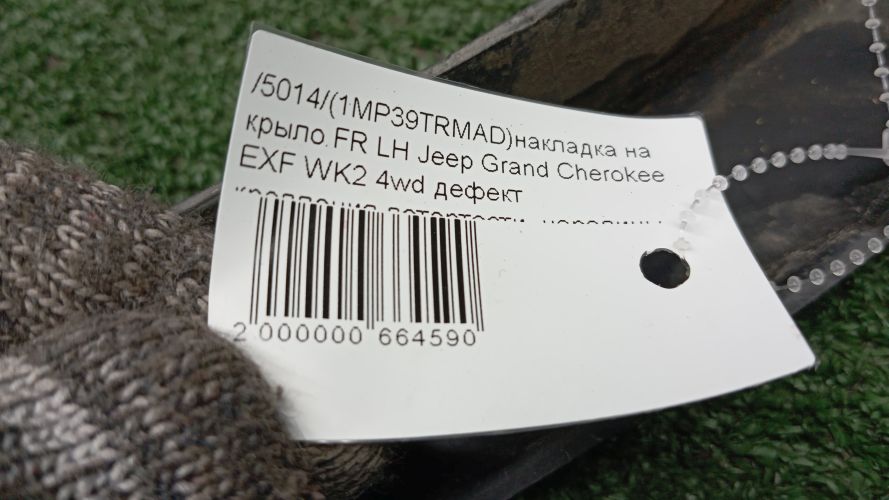 /5014/(1MP39TRMAD)накладка на
крыло FR LH Jeep Grand Cherokee
EXF WK2 4wd дефект
2 000000 664590